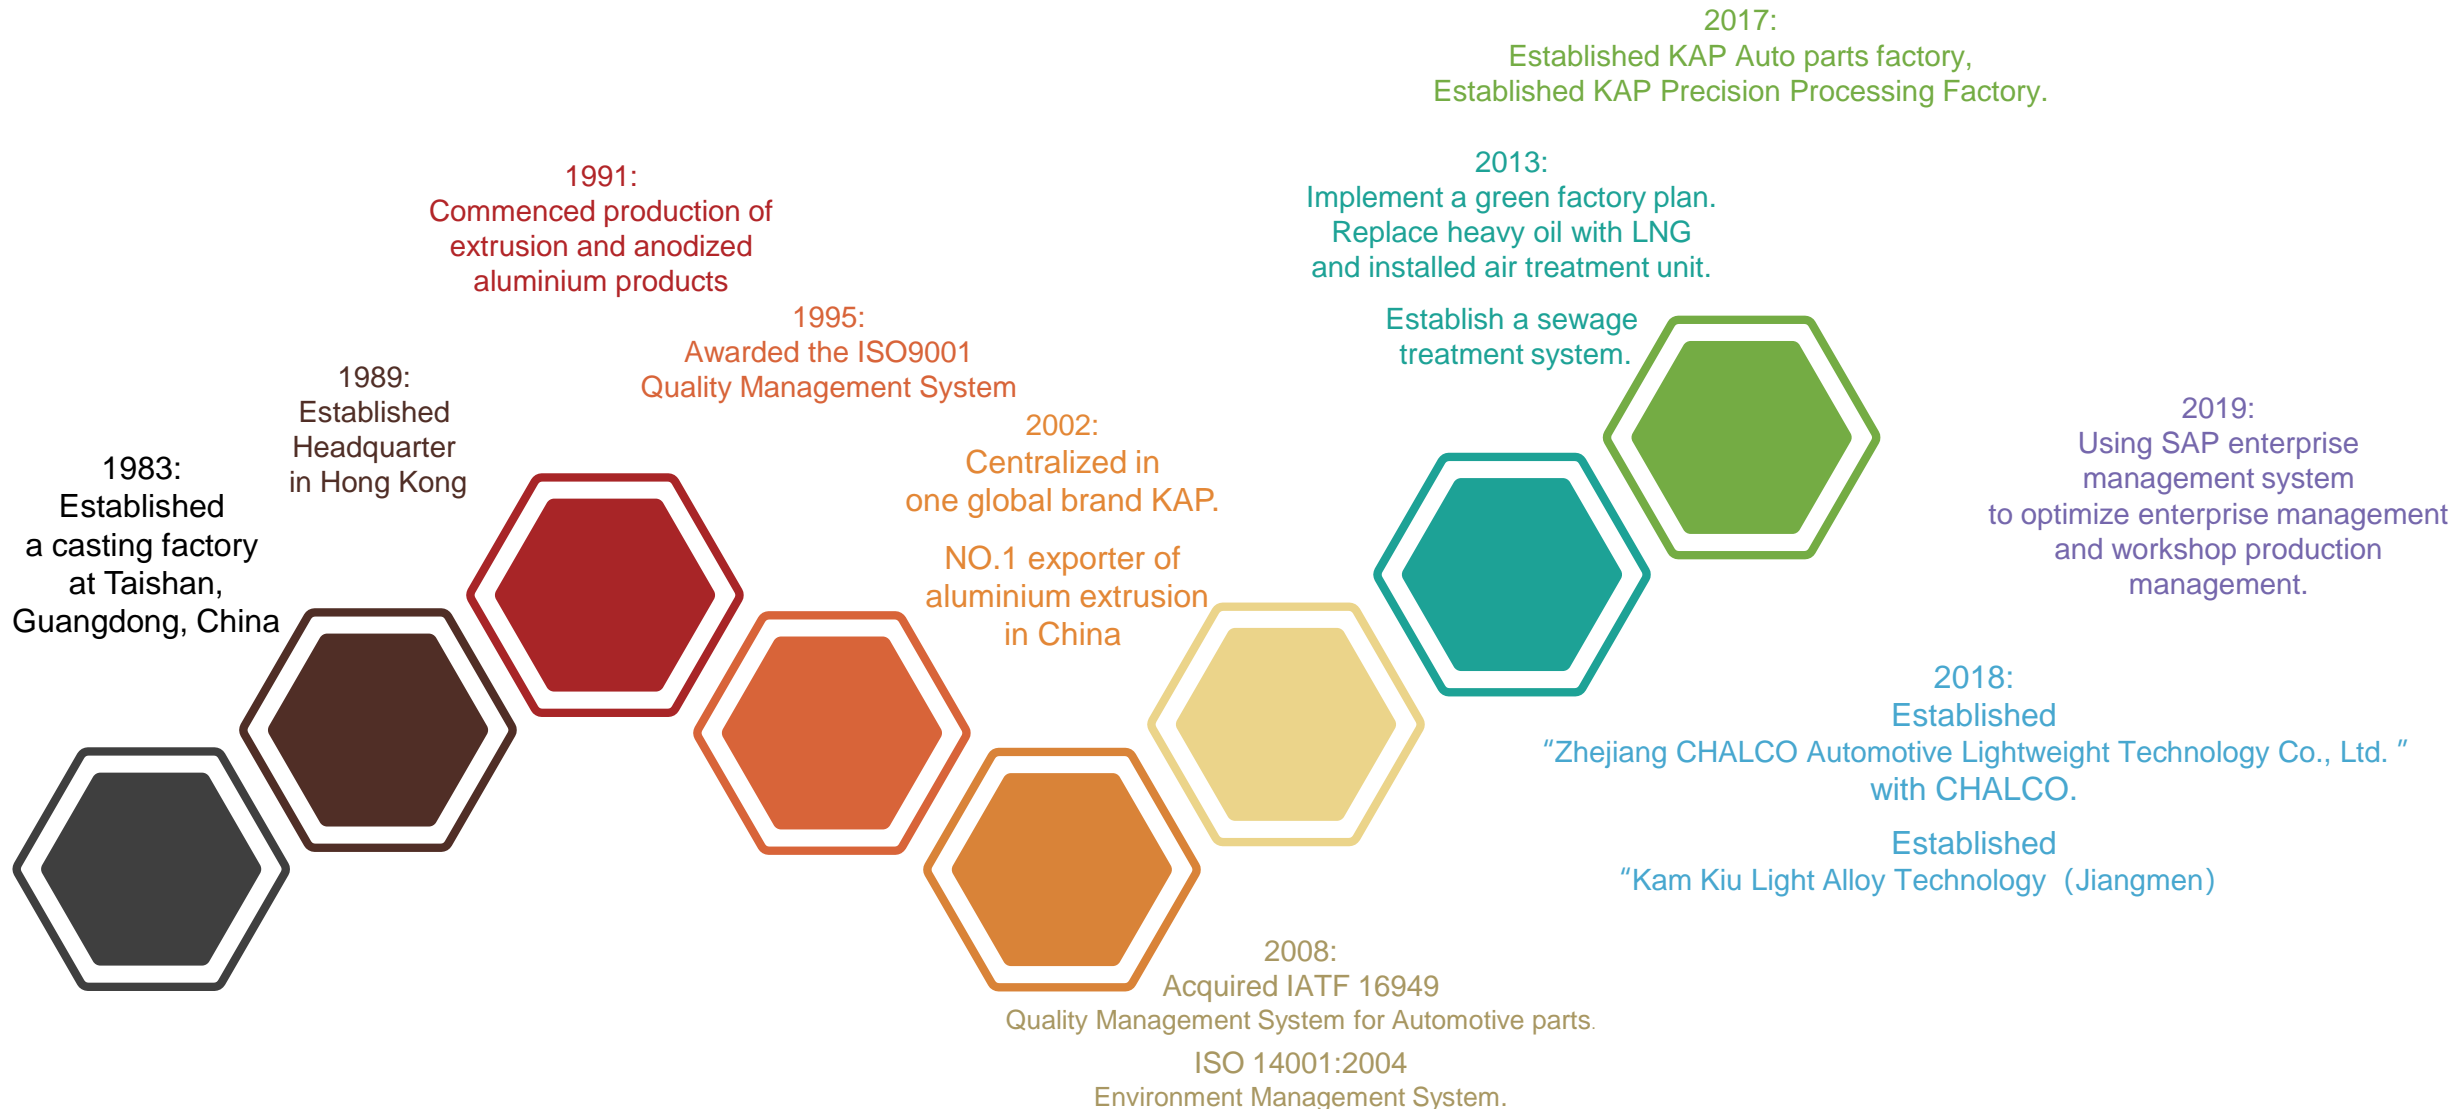 1983:
Established
a casting factory
at Taishan,
Guangdong, China
1989:
Established
Headquarter
in Hong Kong
1991:
Commenced production of
extrusion and anodized
aluminium products
1995:
Awarded the ISO9001
Quality Management System
2002:
Centralized in
one global brand KAP.
NO.1 exporter of
aluminium extrusion
in China
2008:
Acquired IATF 16949
Quality Management System for Automotive parts.
ISO 14001:2004
Environment Management System.
2013:
Implement a green factory plan.
Replace heavy oil with LNG
and installed air treatment unit.
Establish a sewage
treatment system.
2017:
Established KAP Auto parts factory,
Established KAP Precision Processing Factory.
2018:
Established
“Zhejiang CHALCO Automotive Lightweight Technology Co., Ltd. ”
with CHALCO.
Established
“Kam Kiu Light Alloy Technology（Jiangmen）
2019:
Using SAP enterprise
management system
to optimize enterprise management
and workshop production
management.